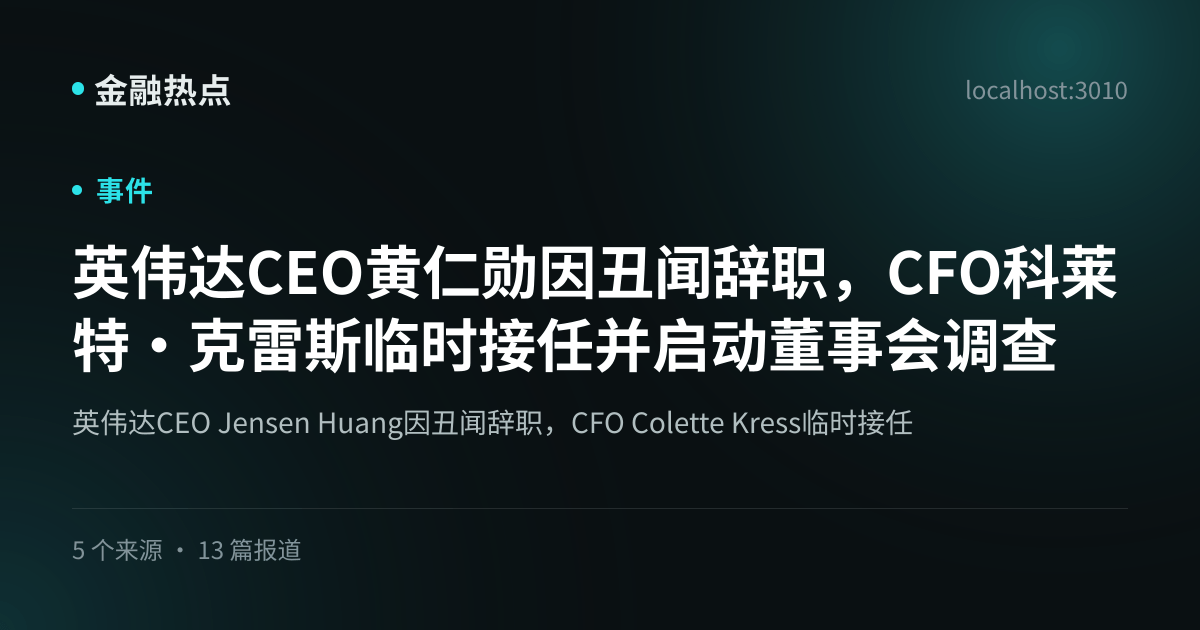 金融热点
localhost:3010
事件
英伟达CEO黄仁勋因丑闻辞职，CFO科莱
特・克雷斯临时接任并启动董事会调查
英伟达CEO Jensen Huang因丑闻辞职，CFO Colette Kress临时接任
5 个来源 · 13 篇报道